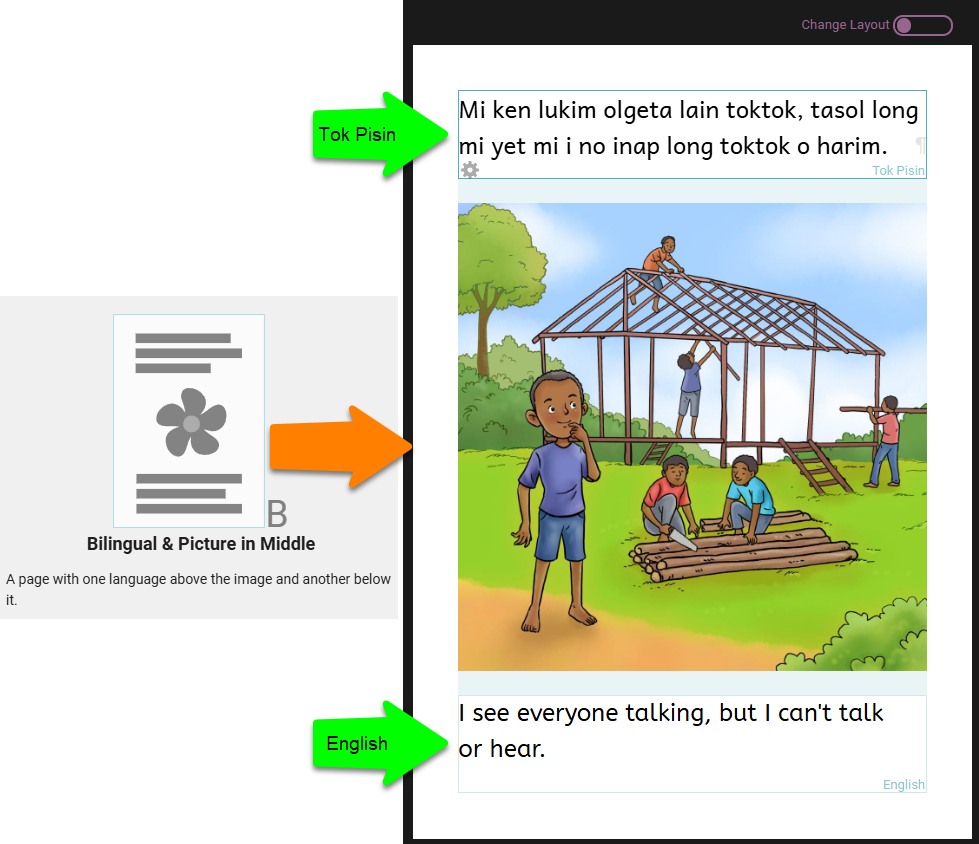 Change Layout
Tok Pisin
Mi ken lukim olgeta lain toktok, tasol long
mi yet mi i no inap long toktok o harim. ¶
Tok Pisin
B
Bilingual & Picture in Middle
A page with one language above the image and another below
it.
English
I see everyone talking, but I can't talk
or hear.
English